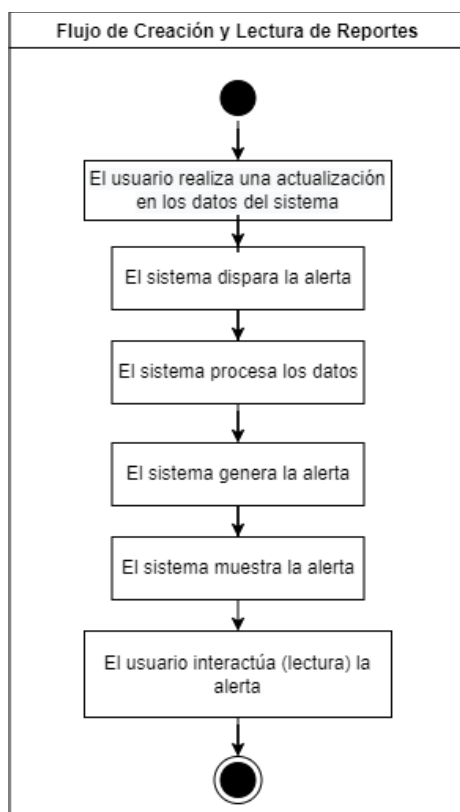 Flujo de Creación y Lectura de Reportes
El usuario realiza una actualización
en los datos del sistema
El sistema dispara la alerta
El sistema procesa los datos
El sistema genera la alerta
El sistema muestra la alerta
El usuario interactúa (lectura) la
alerta